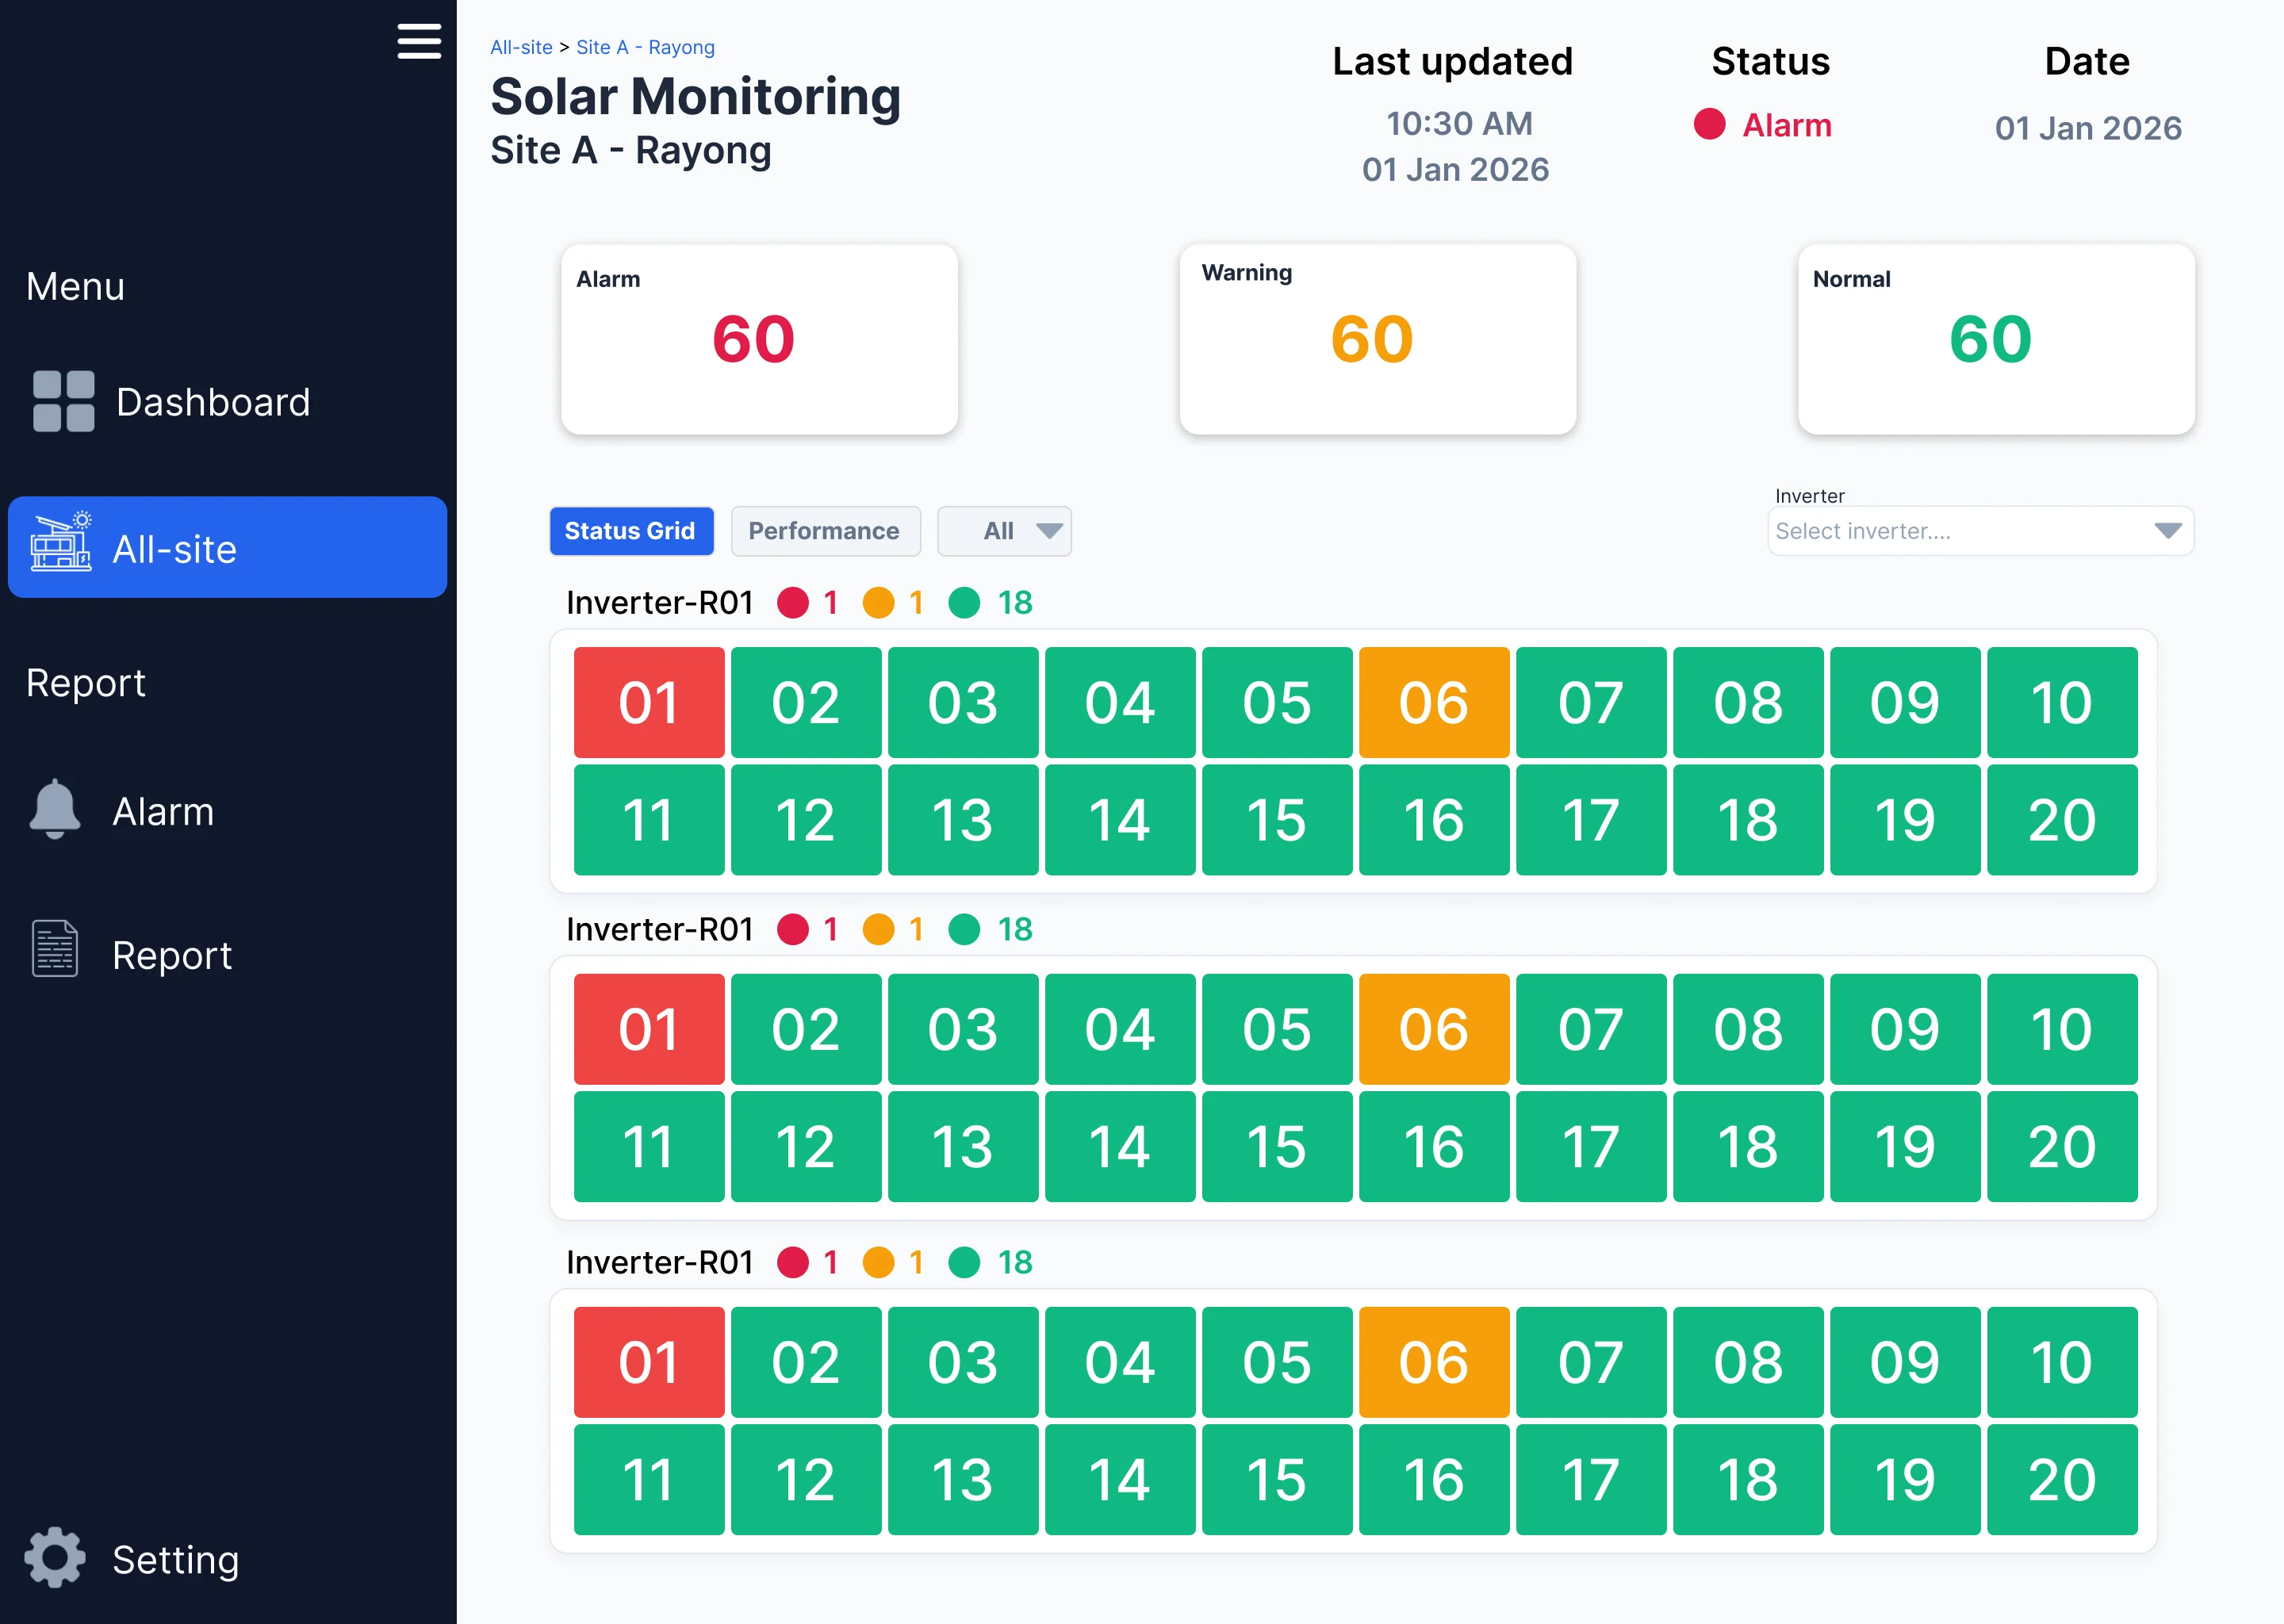 All-site > Site A - Rayong
Solar Monitoring
Site A - Rayong
Last updated
10:30 AM
01 Jan 2026
Status
Alarm
Date
01 Jan 2026
Menu
Dashboard
All-site
Report
Alarm
Report
Setting
Alarm
60
Warning
60
Normal
60
Status Grid
Performance
All
Inverter
Select inverter....
Inverter-R01 1 1 18
01 02 03 04 05 06 07 08 09 10
11 12 13 14 15 16 17 18 19 20
Inverter-R01 1 1 18
01 02 03 04 05 06 07 08 09 10
11 12 13 14 15 16 17 18 19 20
Inverter-R01 1 1 18
01 02 03 04 05 06 07 08 09 10
11 12 13 14 15 16 17 18 19 20